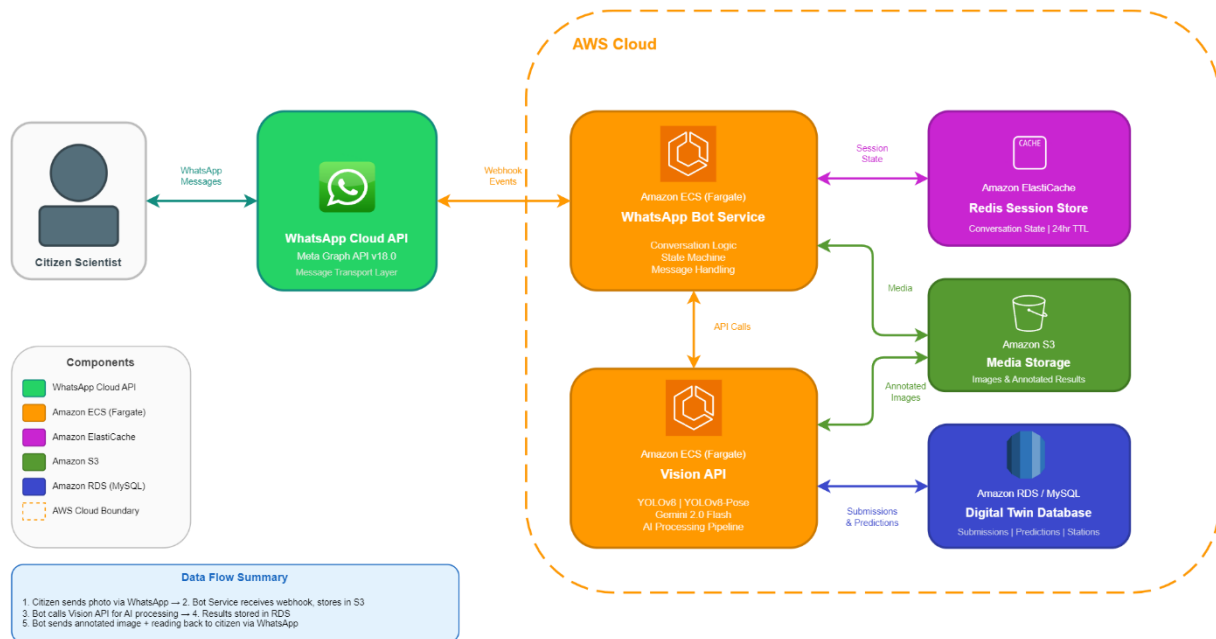 AWS Cloud
Citizen Scientist
WhatsApp
Messages
WhatsApp Cloud API
Meta Graph API v18.0
Message Transport Layer
Webhook
Events
Amazon ECS (Fargate)
WhatsApp Bot Service
Conversation Logic
State Machine
Message Handling
Session
State
CACHE
Amazon ElastiCache
Redis Session Store
Conversation State | 24hr TTL
Media
API Calls
Amazon S3
Media Storage
Images & Annotated Results
Annotated
Images
Amazon ECS (Fargate)
Vision API
YOLOv8 | YOLOv8-Pose
Gemini 2.0 Flash
AI Processing Pipeline
Submissions
& Predictions
Amazon RDS / MySQL
Digital Twin Database
Submissions | Predictions | Stations
Components
WhatsApp Cloud API
Amazon ECS (Fargate)
Amazon ElastiCache
Amazon S3
Amazon RDS (MySQL)
AWS Cloud Boundary
Data Flow Summary
1. Citizen sends photo via WhatsApp → 2. Bot Service receives webhook, stores in S3
3. Bot calls Vision API for AI processing → 4. Results stored in RDS
5. Bot sends annotated image + reading back to citizen via WhatsApp